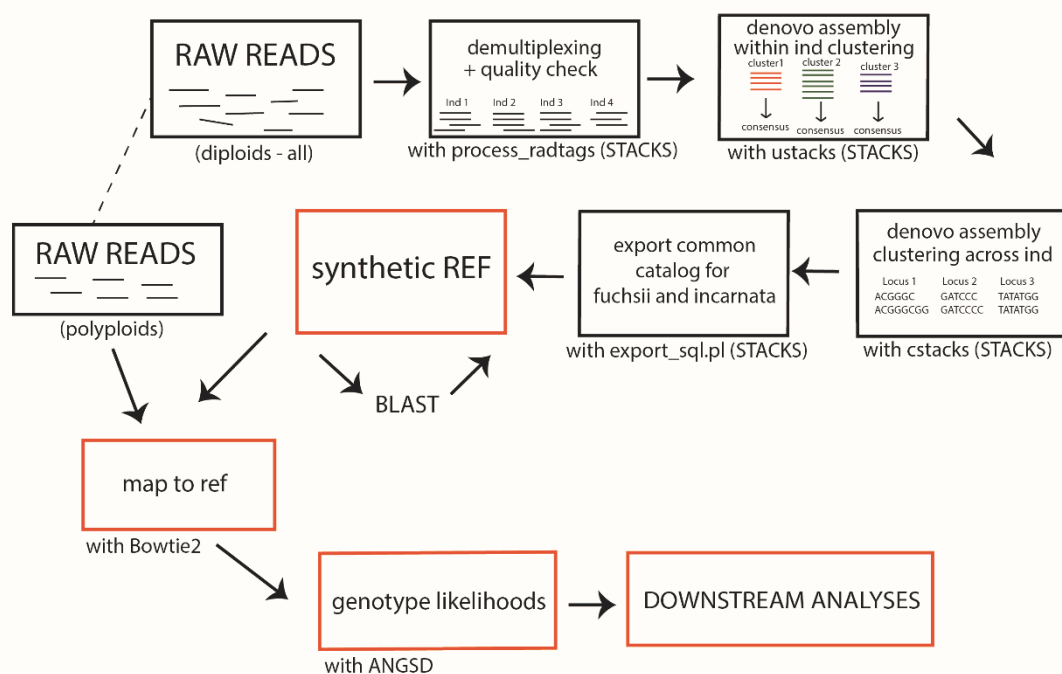 RAW READS
(diploids - all)
demultiplexing
+ quality check
Ind 1 Ind 2 Ind 3 Ind 4
with process_radtags (STACKS)
denovo assembly
within ind clustering
cluster1 cluster 2 cluster 3
consensus consensus consensus
with ustacks (STACKS)
denovo assembly
clustering across ind
Locus 1 Locus 2 Locus 3
ACGGGC GATCCC TATATGG
ACGGGCGG GATCCCC TATATGG
with cstacks (STACKS)
export common
catalog for
fuchsii and incarnata
with export_sql.pl (STACKS)
synthetic REF
BLAST
RAW READS
(polyploids)
map to ref
with Bowtie2
genotype likelihoods
with ANGSD
DOWNSTREAM ANALYSES